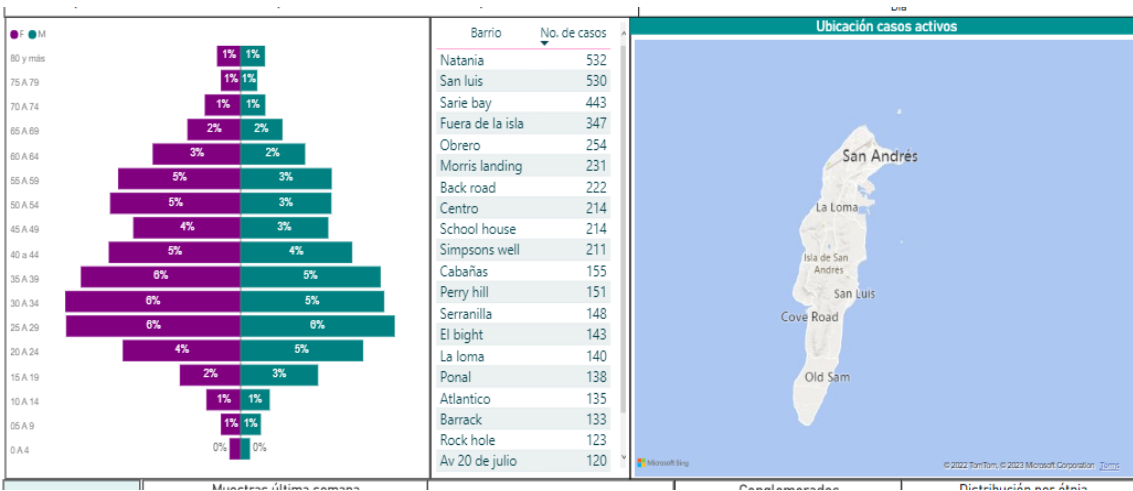 Día
F M
80 y más 1% 1%
75 A 79 1% 1%
70 A 74 1% 1%
65 A 69 2% 2%
60 A 64 3% 2%
55 A 59 5% 3%
50 A 54 5% 3%
45 A 49 4% 3%
40 a 44 5% 4%
35 A 39 6% 5%
30 A 34 6% 5%
25 A 29 6% 6%
20 A 24 4% 5%
15 A 19 2% 3%
10 A 14 1% 1%
05 A 9 1% 1%
0 A 4 0% 0%
Barrio No. de casos
Natania 532
San luis 530
Sarie bay 443
Fuera de la isla 347
Obrero 254
Morris landing 231
Back road 222
Centro 214
School house 214
Simpsons well 211
Cabañas 155
Perry hill 151
Serranilla 148
El bight 143
La loma 140
Ponal 138
Atlantico 135
Barrack 133
Rock hole 123
Av 20 de julio 120
Ubicación casos activos
San Andrés
La Loma
Isla de San
Andres
San Luis
Cove Road
Old Sam
Microsoft Bing
© 2022 TomTom, © 2023 Microsoft Corporation Terms
Muestras última semana
Conglomerados
Distribución por étnia